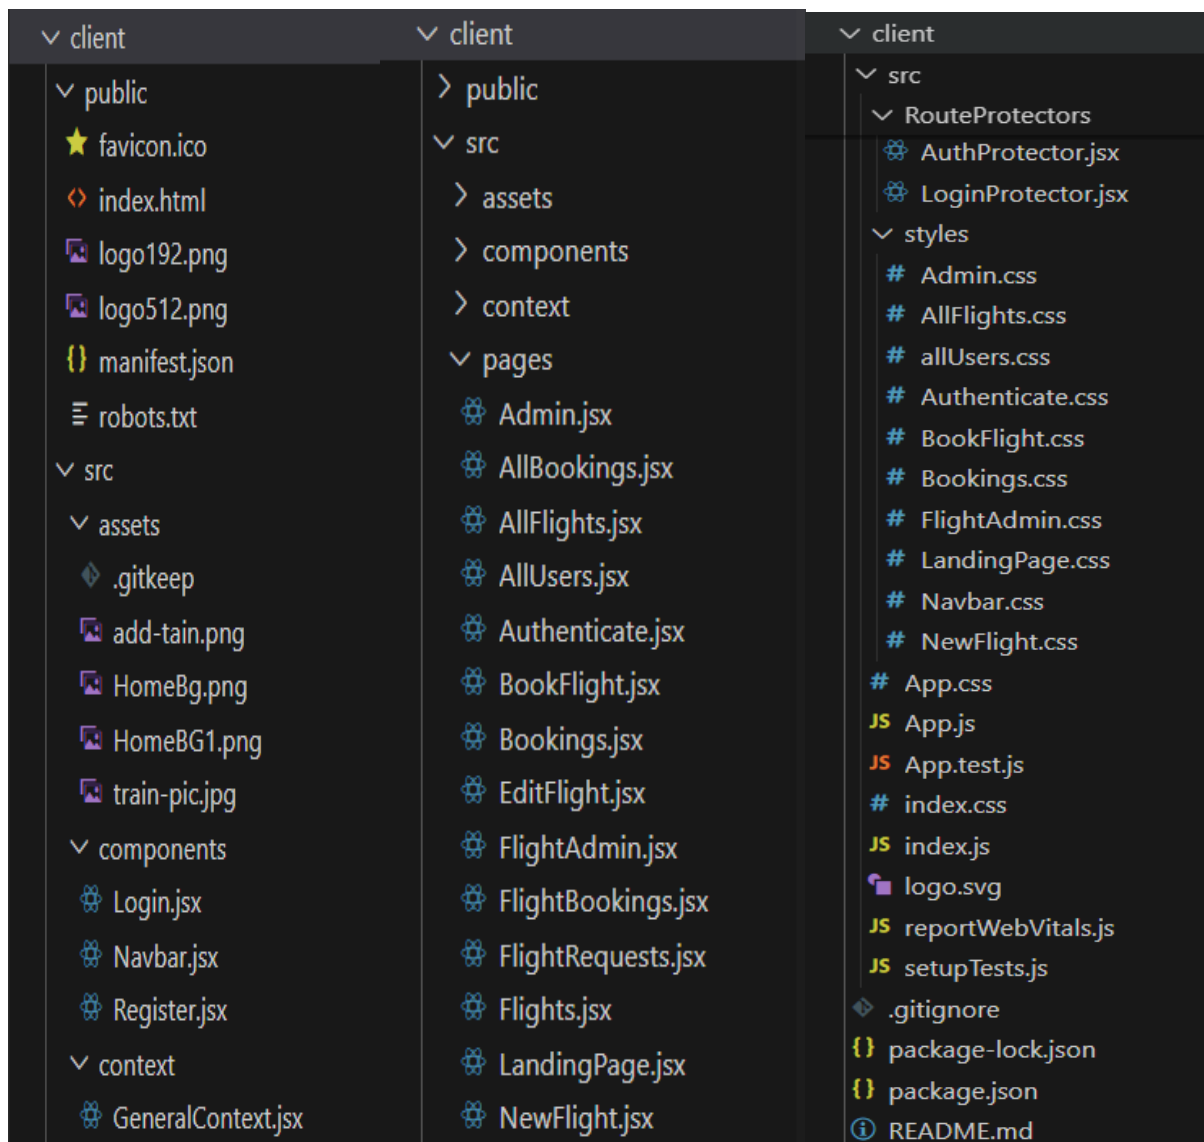 client
public
favicon.ico
index.html
logo192.png
logo512.png
manifest.json
robots.txt
src
assets
.gitkeep
add-tain.png
HomeBg.png
HomeBG1.png
train-pic.jpg
components
Login.jsx
Navbar.jsx
Register.jsx
context
GeneralContext.jsx
client
public
src
assets
components
context
pages
Admin.jsx
AllBookings.jsx
AllFlights.jsx
AllUsers.jsx
Authenticate.jsx
BookFlight.jsx
Bookings.jsx
EditFlight.jsx
FlightAdmin.jsx
FlightBookings.jsx
FlightRequests.jsx
Flights.jsx
LandingPage.jsx
NewFlight.jsx
client
src
RouteProtectors
AuthProtector.jsx
LoginProtector.jsx
styles
# Admin.css
# AllFlights.css
# allUsers.css
# Authenticate.css
# BookFlight.css
# Bookings.css
# FlightAdmin.css
# LandingPage.css
# Navbar.css
# NewFlight.css
# App.css
JS App.js
JS App.test.js
# index.css
JS index.js
logo.svg
JS reportWebVitals.js
JS setupTests.js
.gitignore
{} package-lock.json
{} package.json
README.md